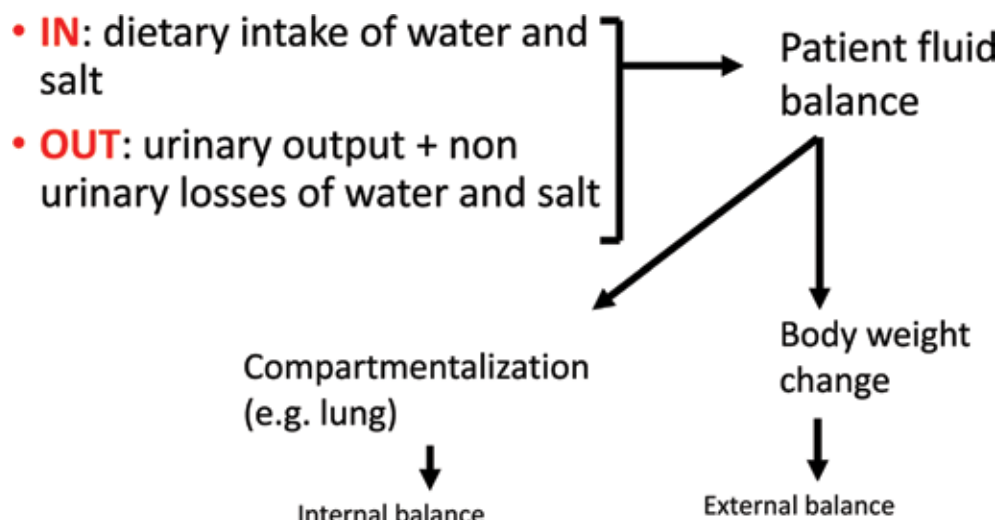 • IN: dietary intake of water and
salt
• OUT: urinary output + non
urinary losses of water and salt
Patient fluid
balance
Compartmentalization
(e.g. lung)
Body weight
change
Internal balance
External balance